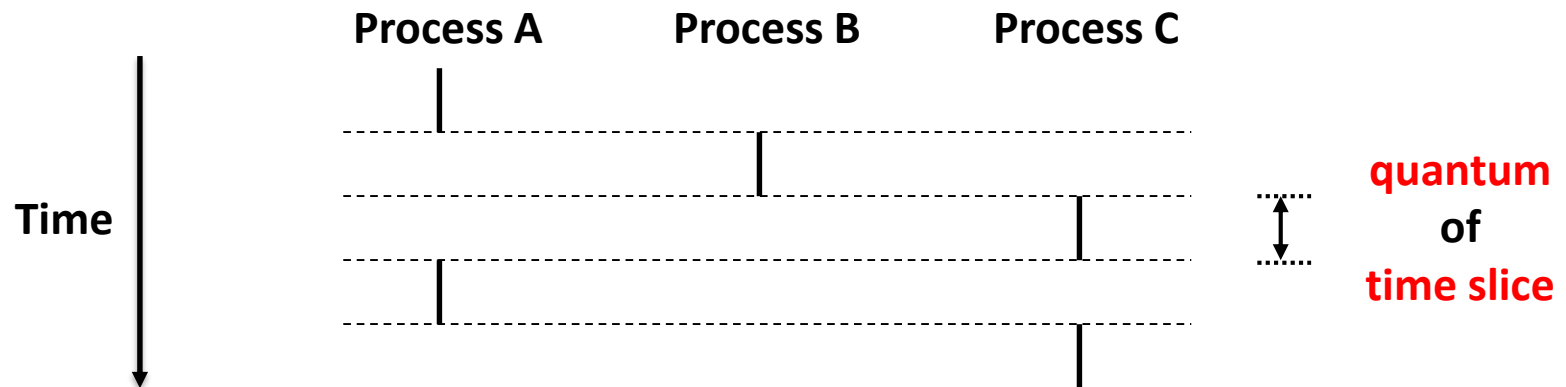 Process A
Process B
Process C
Time
quantum
of
time slice